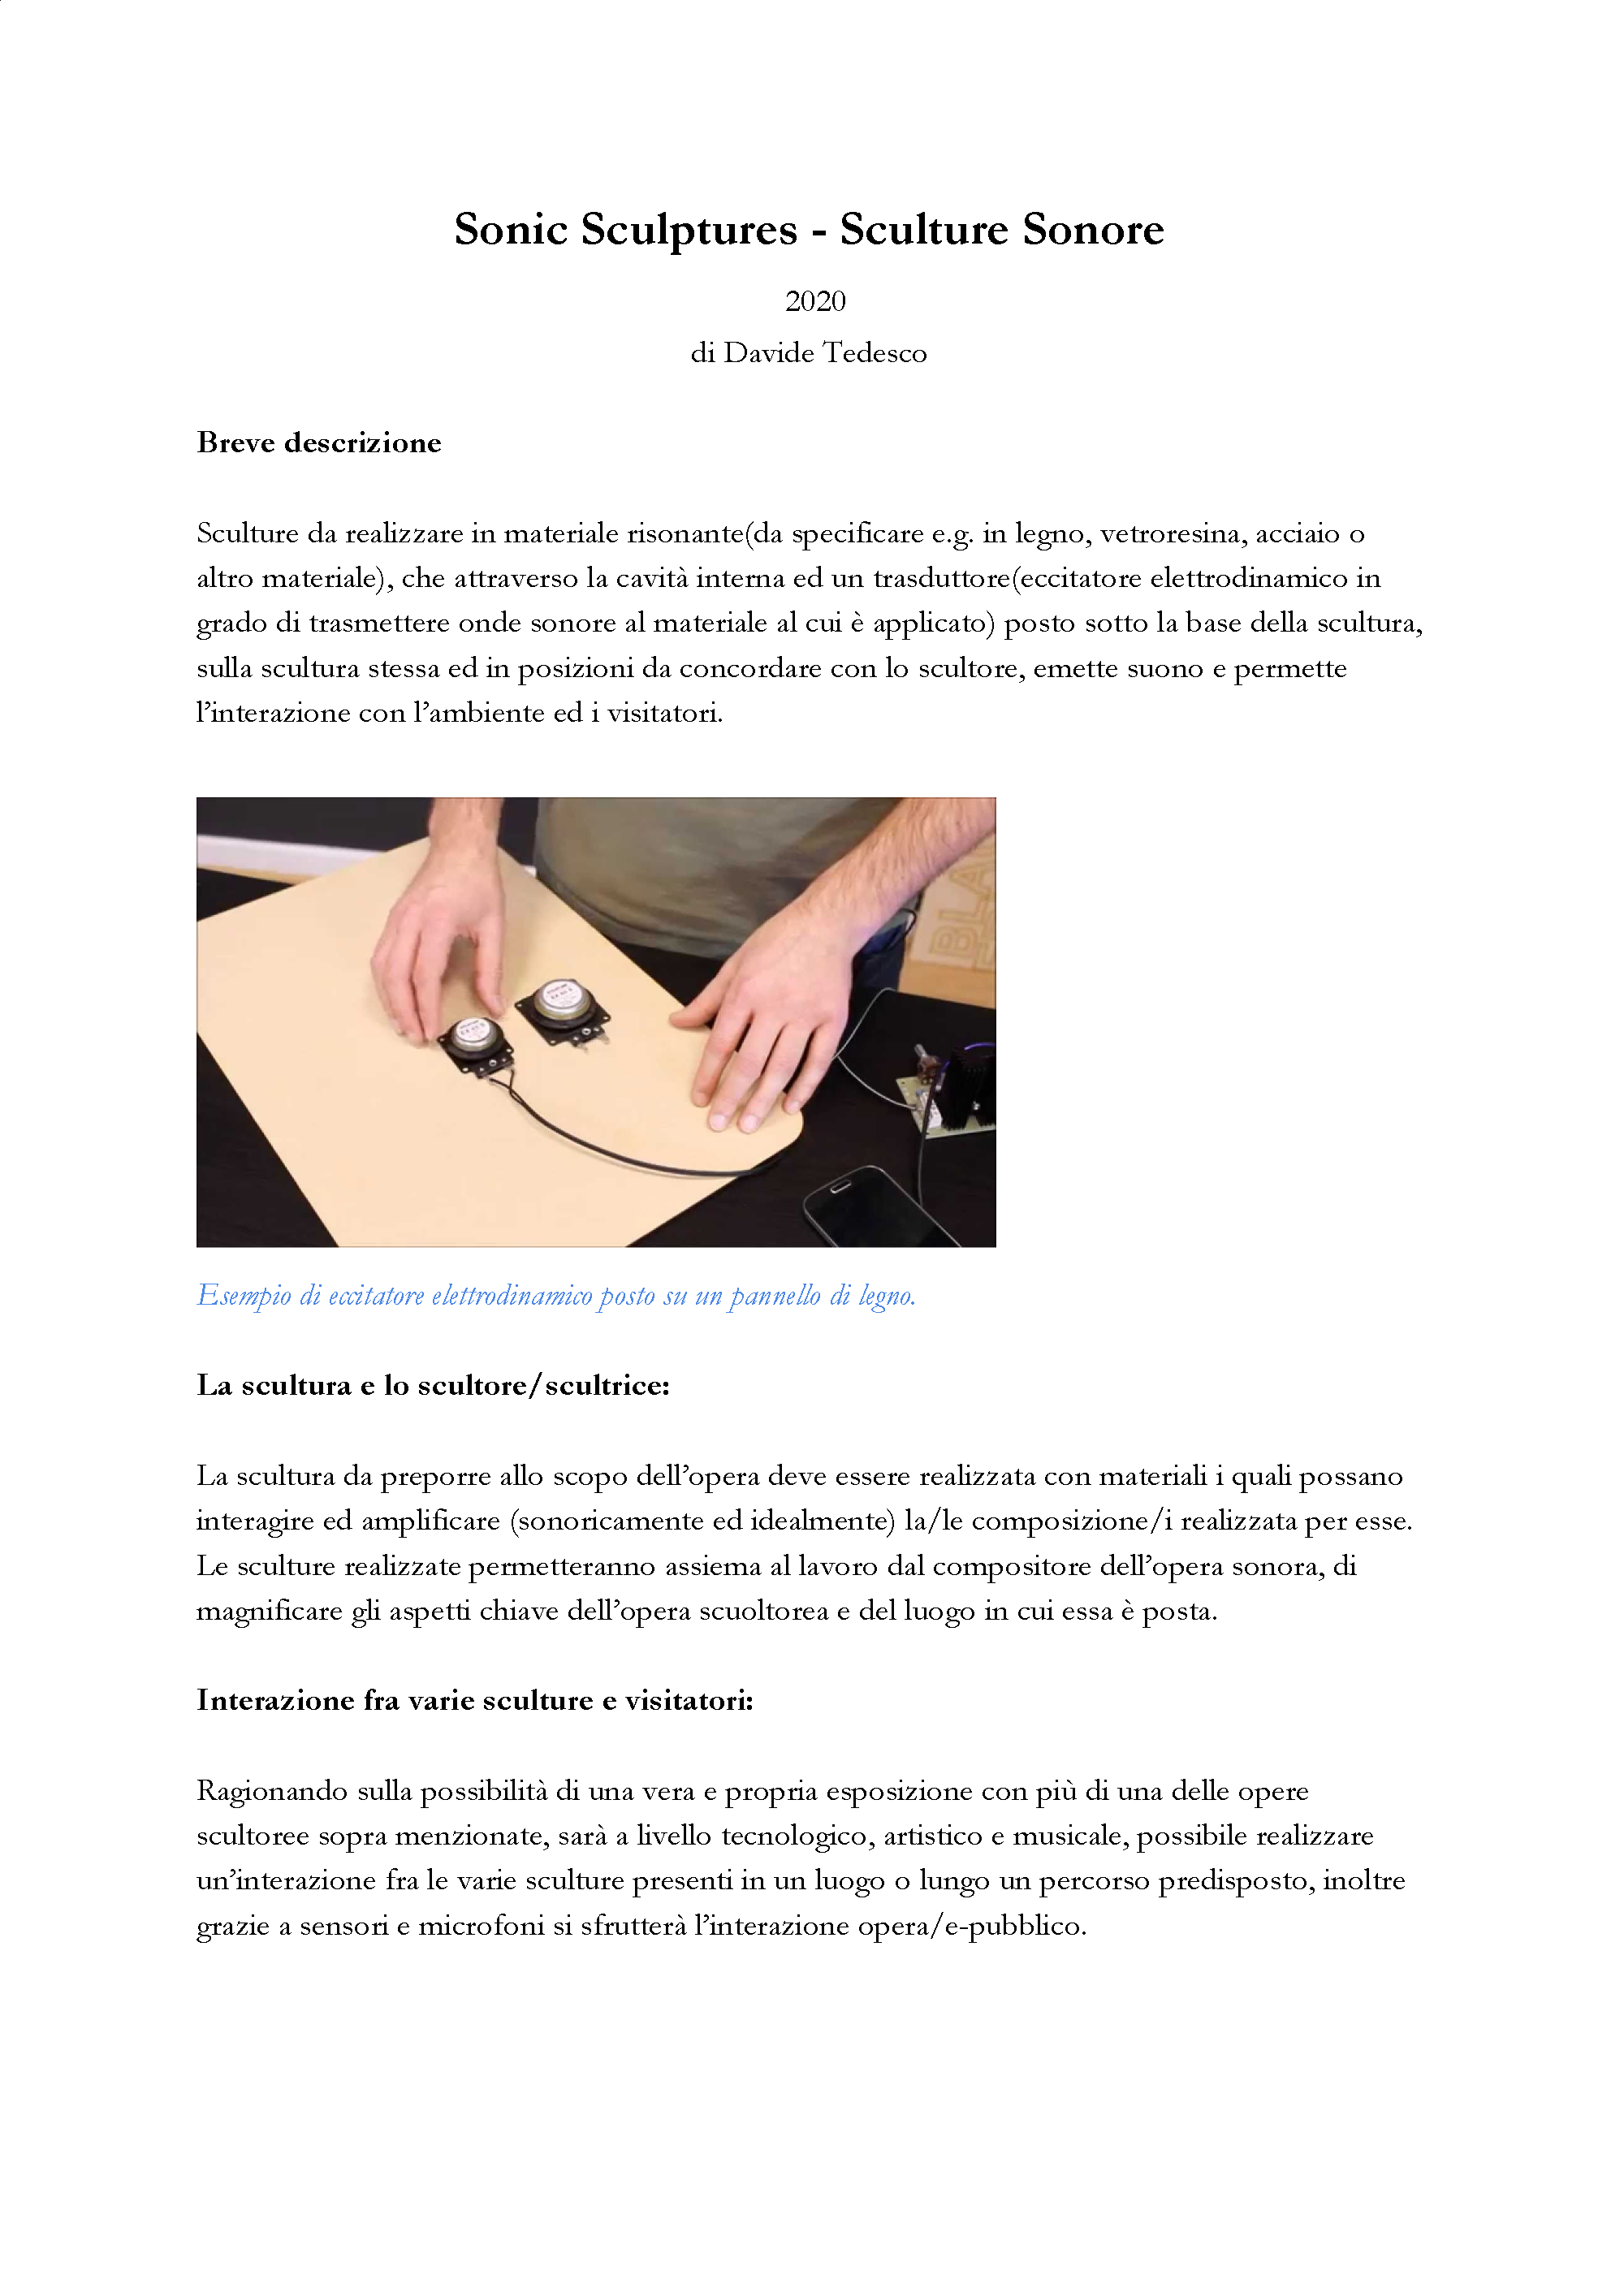 Sonic Sculptures - Sculture Sonore
2020
di Davide Tedesco
Breve descrizione
Sculture da realizzare in materiale risonante(da specificare e.g. in legno, vetroresina, acciaio o
altro materiale), che attraverso la cavità interna ed un trasduttore(eccitatore elettrodinamico in
grado di trasmettere onde sonore al materiale al cui è applicato) posto sotto la base della scultura,
sulla scultura stessa ed in posizioni da concordare con lo scultore, emette suono e permette
l'interazione con l'ambiente ed i visitatori.
BLA
Esempio di eccitatore elettrodinamico posto su un pannello di legno.
La scultura e lo scultore/scultrice:
La scultura da preporre allo scopo dell'opera deve essere realizzata con materiali i quali possano
interagire ed amplificare (sonoricamente ed idealmente) la/le composizione/i realizzata per esse.
Le sculture realizzate permetteranno assiema al lavoro dal compositore dell'opera sonora, di
magnificare gli aspetti chiave dell'opera scuoltorea e del luogo in cui essa è posta.
Interazione fra varie sculture e visitatori:
Ragionando sulla possibilità di una vera e propria esposizione con più di una delle opere
scultoree sopra menzionate, sarà a livello tecnologico, artistico e musicale, possibile realizzare
un'interazione fra le varie sculture presenti in un luogo o lungo un percorso predisposto, inoltre
grazie a sensori e microfoni si sfrutterà l'interazione opera/e-pubblico.